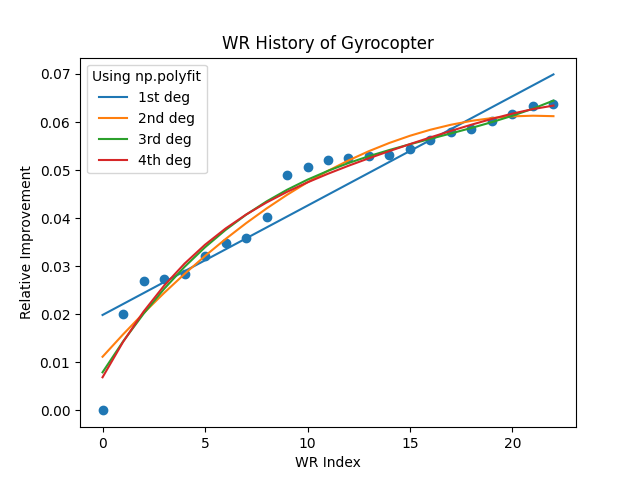 WR History of Gyrocopter
Using np.polyfit
1st deg
2nd deg
3rd deg
4th deg
Relative Improvement
0.07
0.06
0.05
0.04
0.03
0.02
0.01
0.00
0 5 10 15 20
WR Index